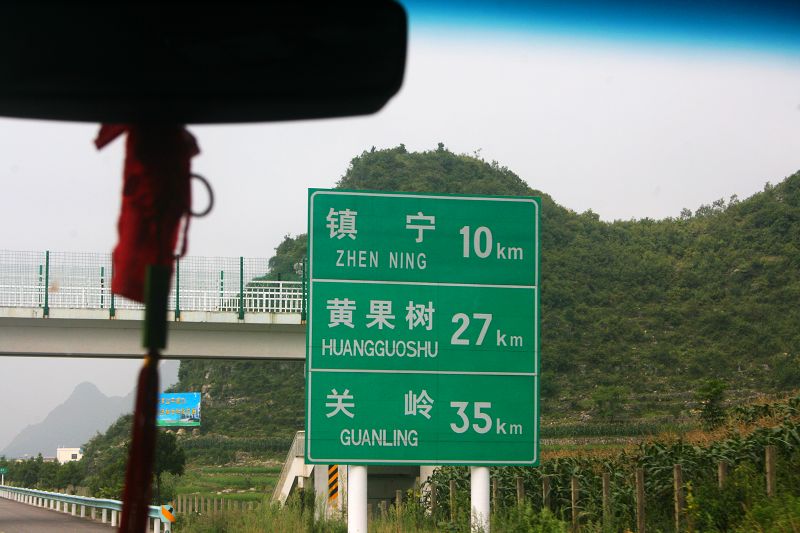 镇 宁 10km
ZHEN NING
黄果树 27km
HUANGGUOSHU
关 岭 35km
GUANLING